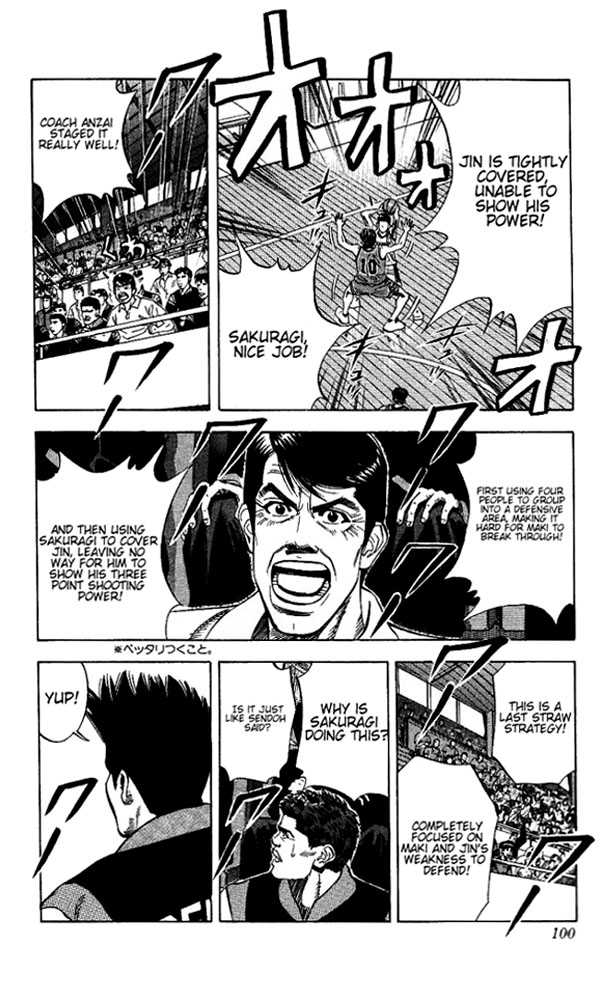 オオオオ
JIN IS TIGHTLY
COVERED,
UNABLE TO
SHOW HIS
POWER!
10
SAKURAGI,
NICE JOB!
COACH ANZAI
STAGED IT
REALLY WELL!
FIRST USING FOUR
PEOPLE TO GROUP
INTO A DEFENSIVE
AREA, MAKING IT
HARD FOR MAKI TO
BREAK THROUGH!
AND THEN USING
SAKURAGI TO COVER
JIN, LEAVING NO
WAY FOR HIM TO
SHOW HIS THREE
POINT SHOOTING
POWER!
※ベッタリつくこと。
THIS IS A
LAST STRAW
STRATEGY!
COMPLETELY
FOCUSED ON
MAKI AND JIN'S
WEAKNESS TO
DEFEND!
WHY IS
SAKURAGI
DOING THIS?
IS IT JUST
LIKE SENDOH
SAID?
YUP!
100